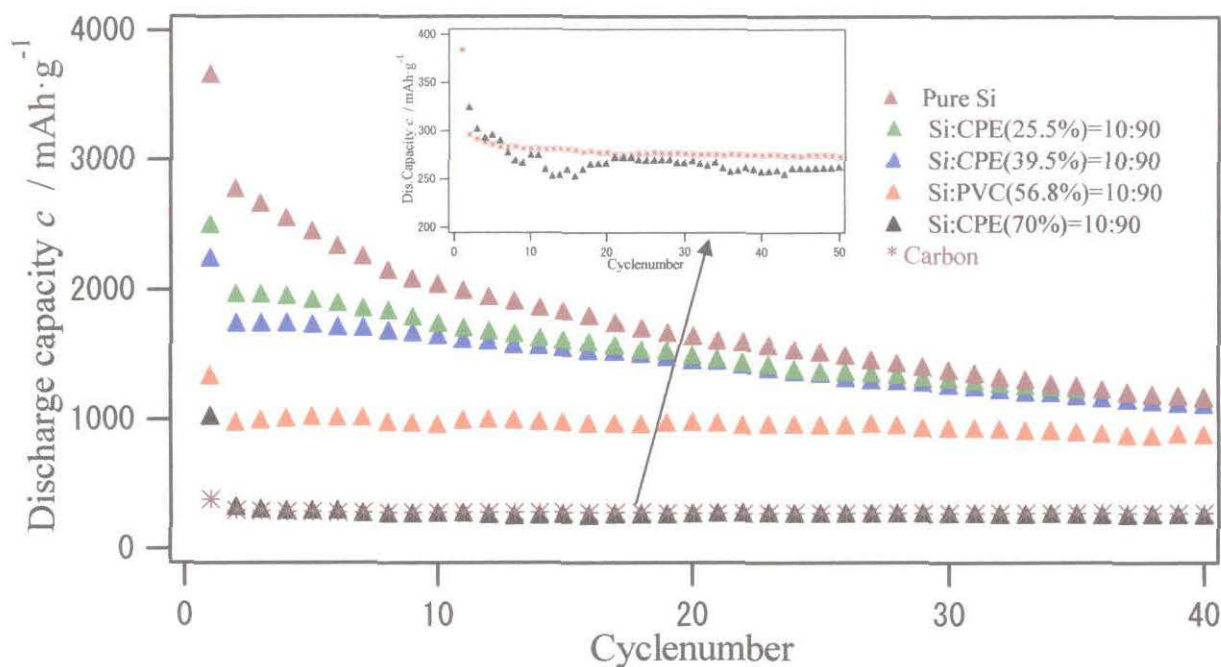 4000
3000
2000
1000
0
Discharge capacity c / mAh·g⁻¹
0
10
20
30
40
Cyclenumber
400
350
300
250
200
Dis.Capacity c / mAh·g⁻¹
0
10
20
30
40
50
Cyclenumber
Pure Si
Si:CPE(25.5%)=10:90
Si:CPE(39.5%)=10:90
Si:PVC(56.8%)=10:90
Si:CPE(70%)=10:90
* Carbon